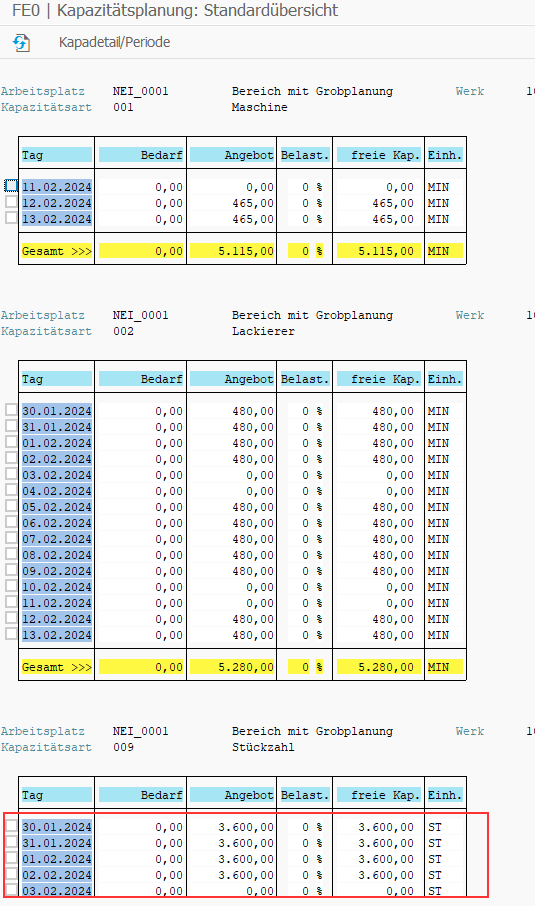 FE0 | Kapazitätsplanung: Standardübersicht
Kapadetail/Periode
Arbeitsplatz NEI_0001 Bereich mit Grobplanung Werk
Kapazitätsart 001 Maschine
Tag Bedarf Angebot Belast. freie Kap. Einh.
11.02.2024 0,00 0,00 0 % 0,00 MIN
12.02.2024 0,00 465,00 0 % 465,00 MIN
13.02.2024 0,00 465,00 0 % 465,00 MIN
Gesamt >>> 0,00 5.115,00 0 % 5.115,00 MIN
Arbeitsplatz NEI_0001 Bereich mit Grobplanung Werk
Kapazitätsart 002 Lackierer
Tag Bedarf Angebot Belast. freie Kap. Einh.
30.01.2024 0,00 480,00 0 % 480,00 MIN
31.01.2024 0,00 480,00 0 % 480,00 MIN
01.02.2024 0,00 480,00 0 % 480,00 MIN
02.02.2024 0,00 480,00 0 % 480,00 MIN
03.02.2024 0,00 0,00 0 % 0,00 MIN
04.02.2024 0,00 0,00 0 % 0,00 MIN
05.02.2024 0,00 480,00 0 % 480,00 MIN
06.02.2024 0,00 480,00 0 % 480,00 MIN
07.02.2024 0,00 480,00 0 % 480,00 MIN
08.02.2024 0,00 480,00 0 % 480,00 MIN
09.02.2024 0,00 480,00 0 % 480,00 MIN
10.02.2024 0,00 0,00 0 % 0,00 MIN
11.02.2024 0,00 0,00 0 % 0,00 MIN
12.02.2024 0,00 480,00 0 % 480,00 MIN
13.02.2024 0,00 480,00 0 % 480,00 MIN
Gesamt >>> 0,00 5.280,00 0 % 5.280,00 MIN
Arbeitsplatz NEI_0001 Bereich mit Grobplanung Werk
Kapazitätsart 009 Stückzahl
Tag Bedarf Angebot Belast. freie Kap. Einh.
30.01.2024 0,00 3.600,00 0 % 3.600,00 ST
31.01.2024 0,00 3.600,00 0 % 3.600,00 ST
01.02.2024 0,00 3.600,00 0 % 3.600,00 ST
02.02.2024 0,00 3.600,00 0 % 3.600,00 ST
03.02.2024 0,00 0,00 0 % 0,00 ST